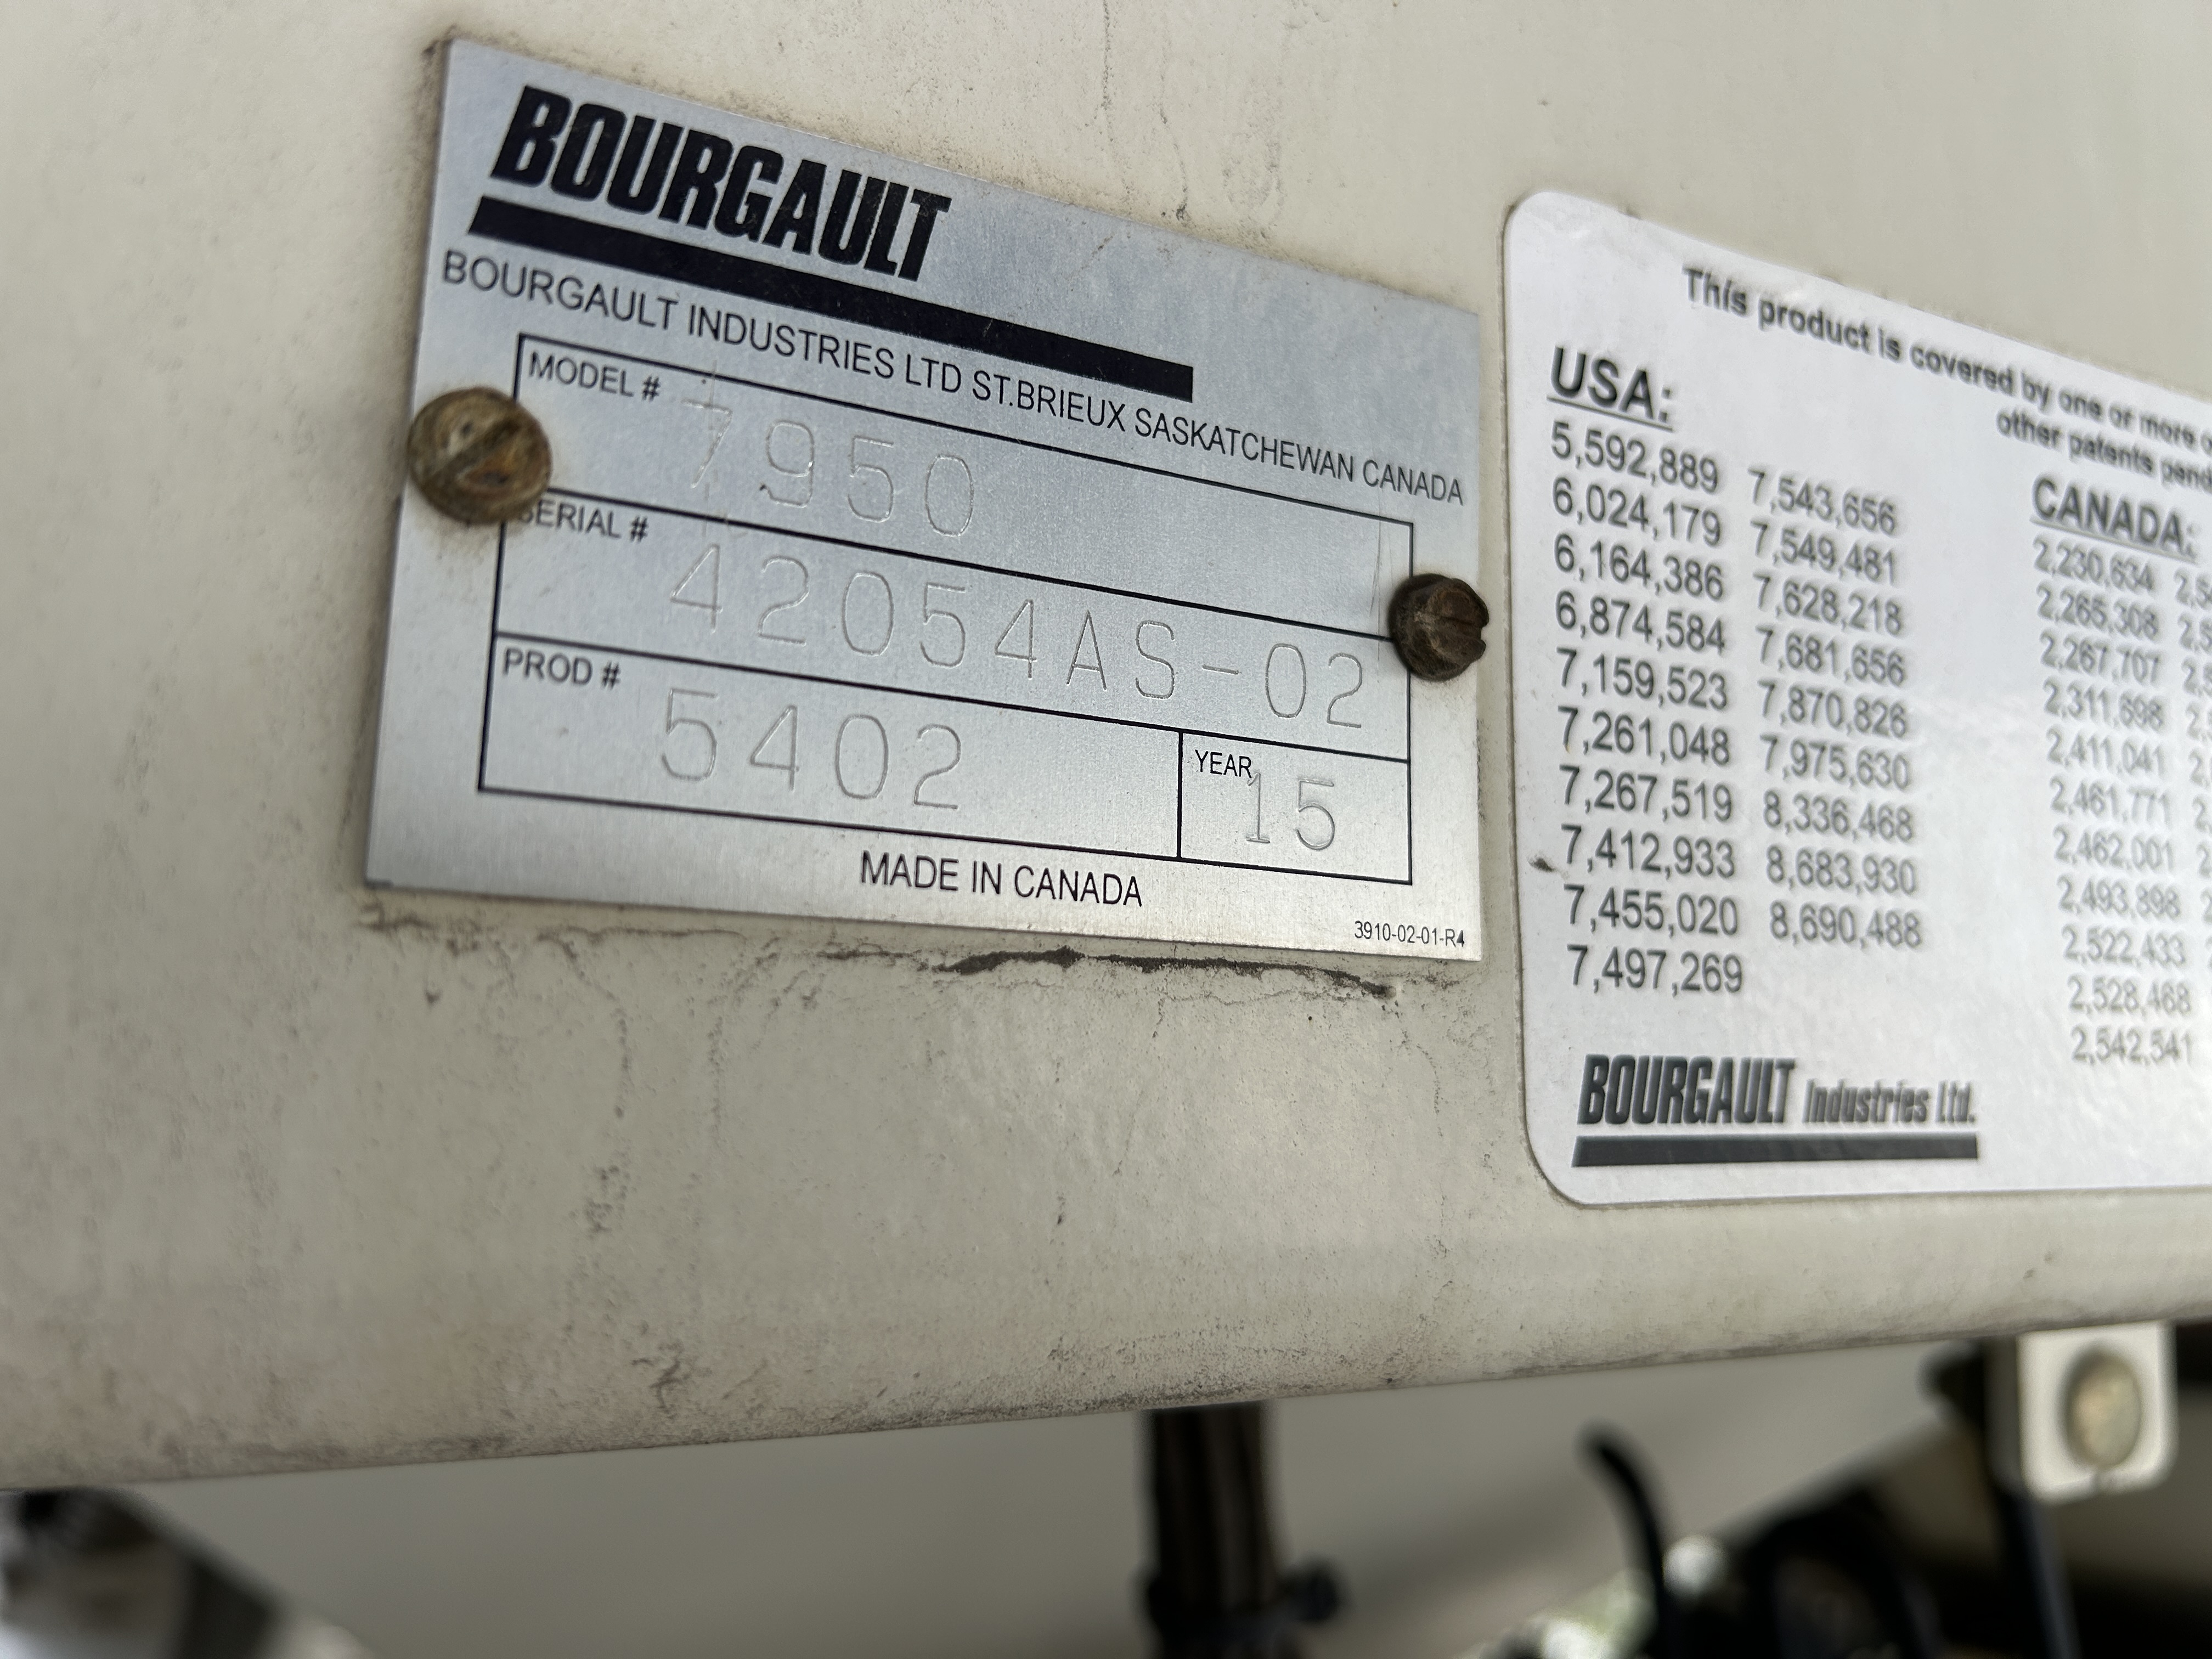 BOURGAULT
BOURGAULT INDUSTRIES LTD ST.BRIEUX SASKATCHEWAN CANADA
MODEL # 7950
SERIAL # 42054AS-02
PROD # 5402
YEAR 15
MADE IN CANADA
3910-02-01-R4
This product is covered by one or more
other patents
USA:
5,592,889 7,543,656
6,024,179 7,549,481
6,164,386 7,628,218
6,874,584 7,681,656
7,159,523 7,870,826
7,261,048 7,975,630
7,267,519 8,336,468
7,412,933 8,683,930
7,455,020 8,690,488
7,497,269
CANADA:
2,230,634
2,265,308
2,267,707
2,311,698
2,411,041
2,461,771
2,462,001
2,493,898
2,522,433
2,528,468
2,542,541
BOURGAULT Industries Ltd.